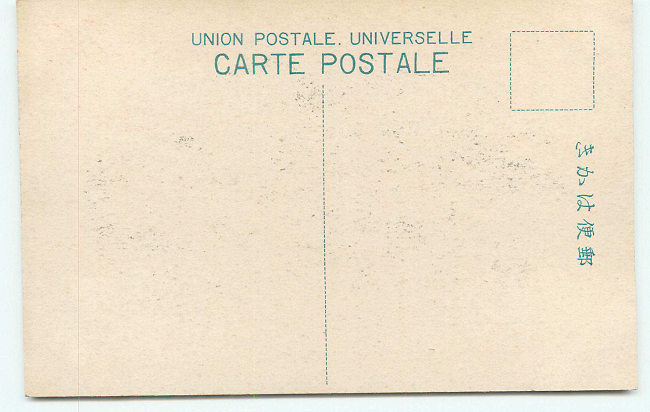 UNION POSTALE. UNIVERSELLE
CARTE POSTALE
郵便はかき